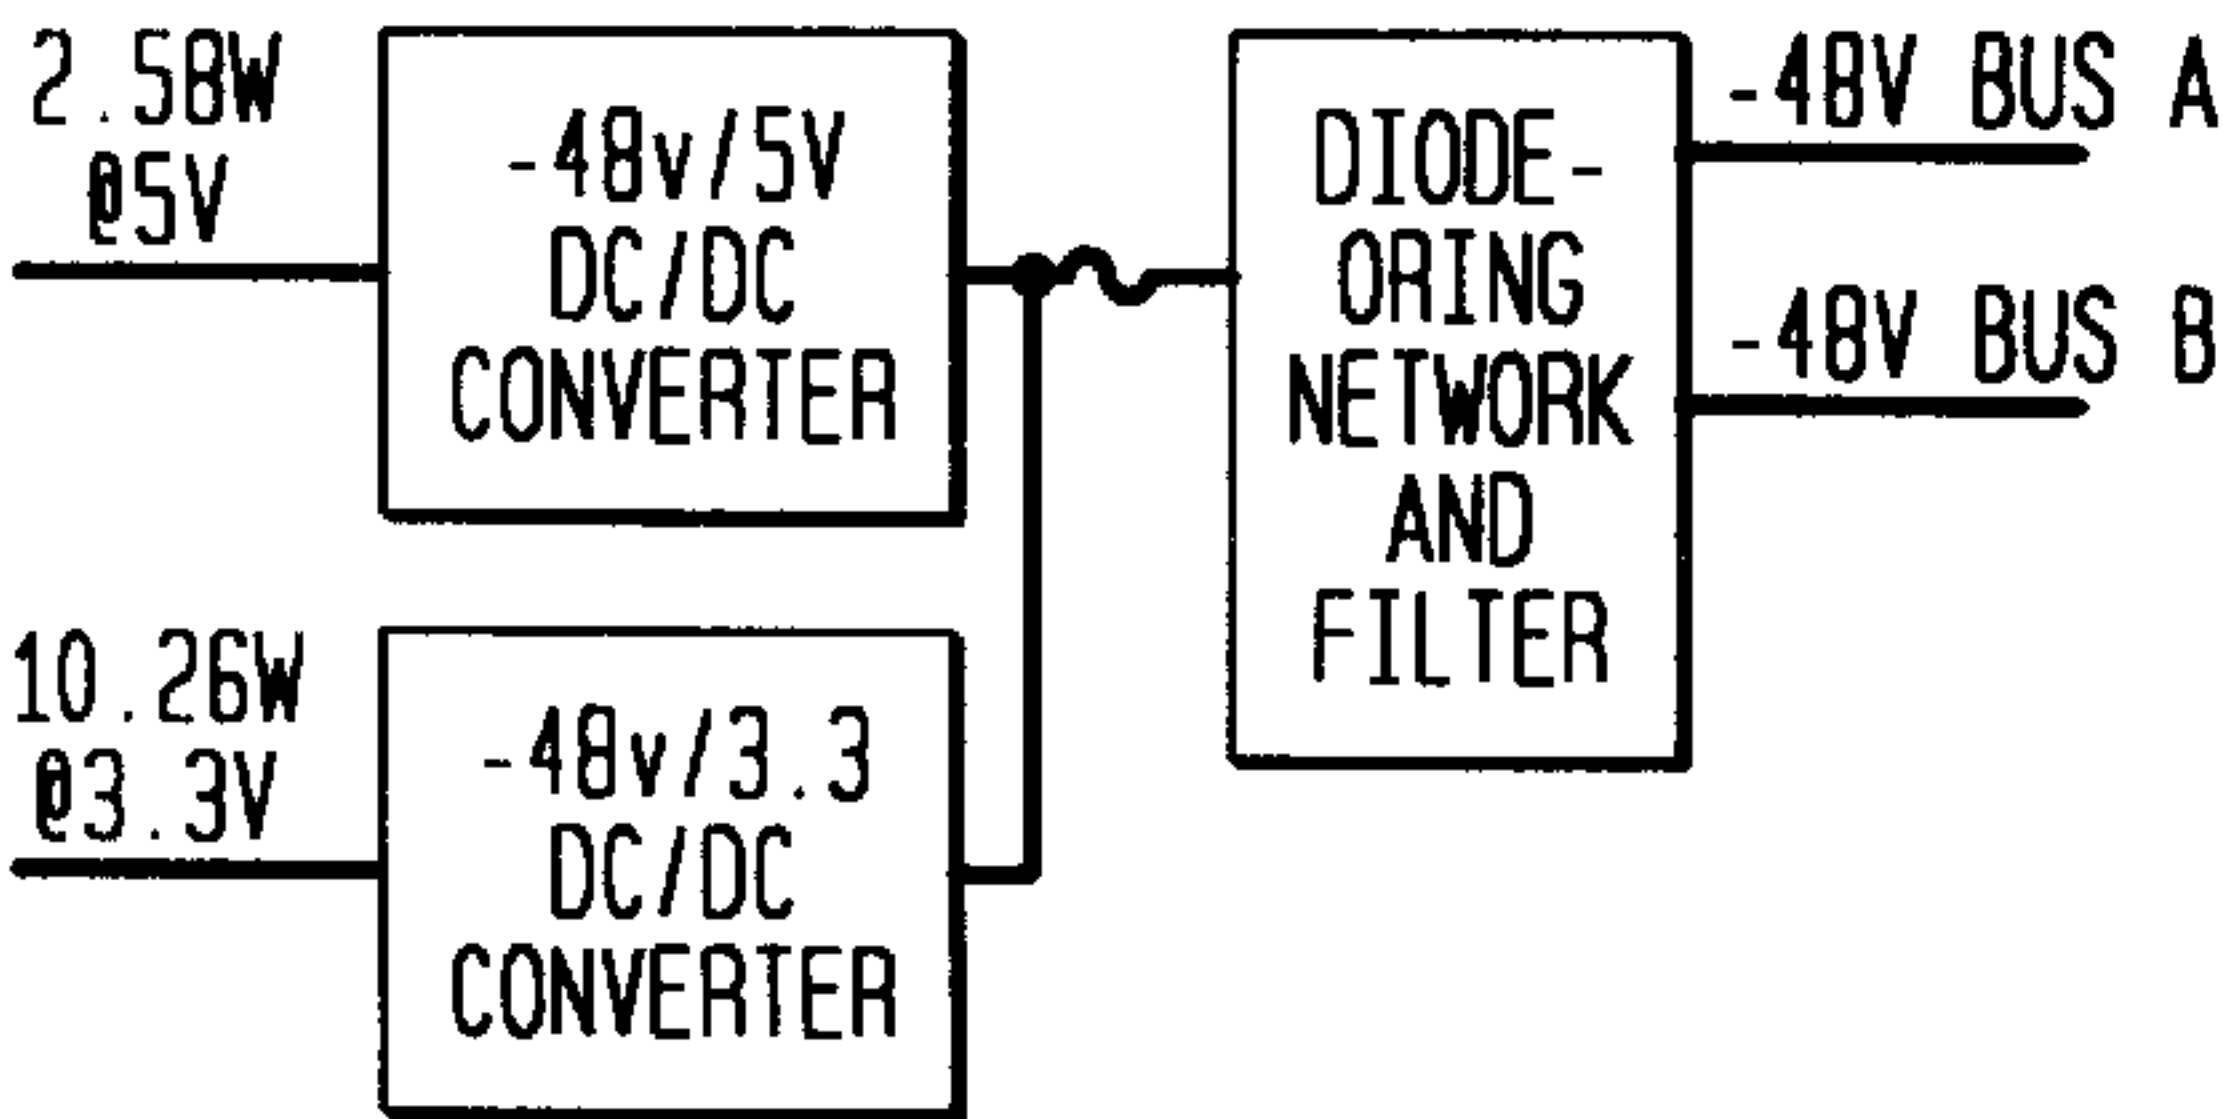 2.58W
@5V
-48v/5V
DC/DC
CONVERTER
10.26W
@3.3V
-48v/3.3
DC/DC
CONVERTER
DIODE-
ORING
NETWORK
AND
FILTER
-48V BUS A
-48V BUS B